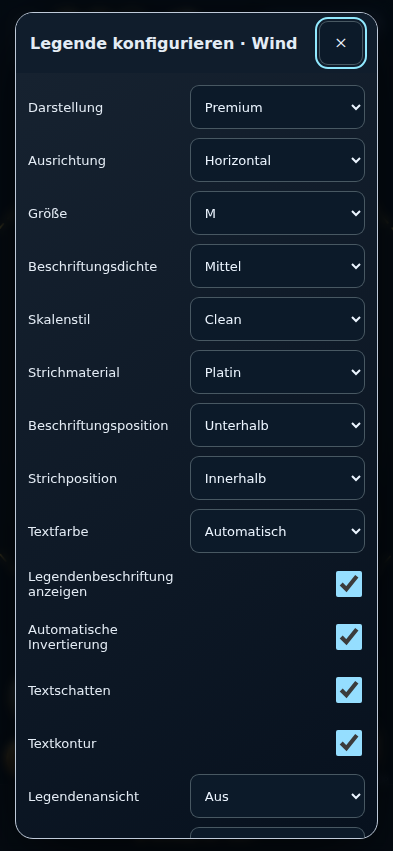 Legende konfigurieren · Wind ×
Darstellung Premium
Ausrichtung Horizontal
Größe M
Beschriftungsdichte Mittel
Skalenstil Clean
Strichmaterial Platin
Beschriftungsposition Unterhalb
Strichposition Innerhalb
Textfarbe Automatisch
Legendenbeschriftung
anzeigen
Automatische
Invertierung
Textschatten
Textkontur
Legendenansicht Aus